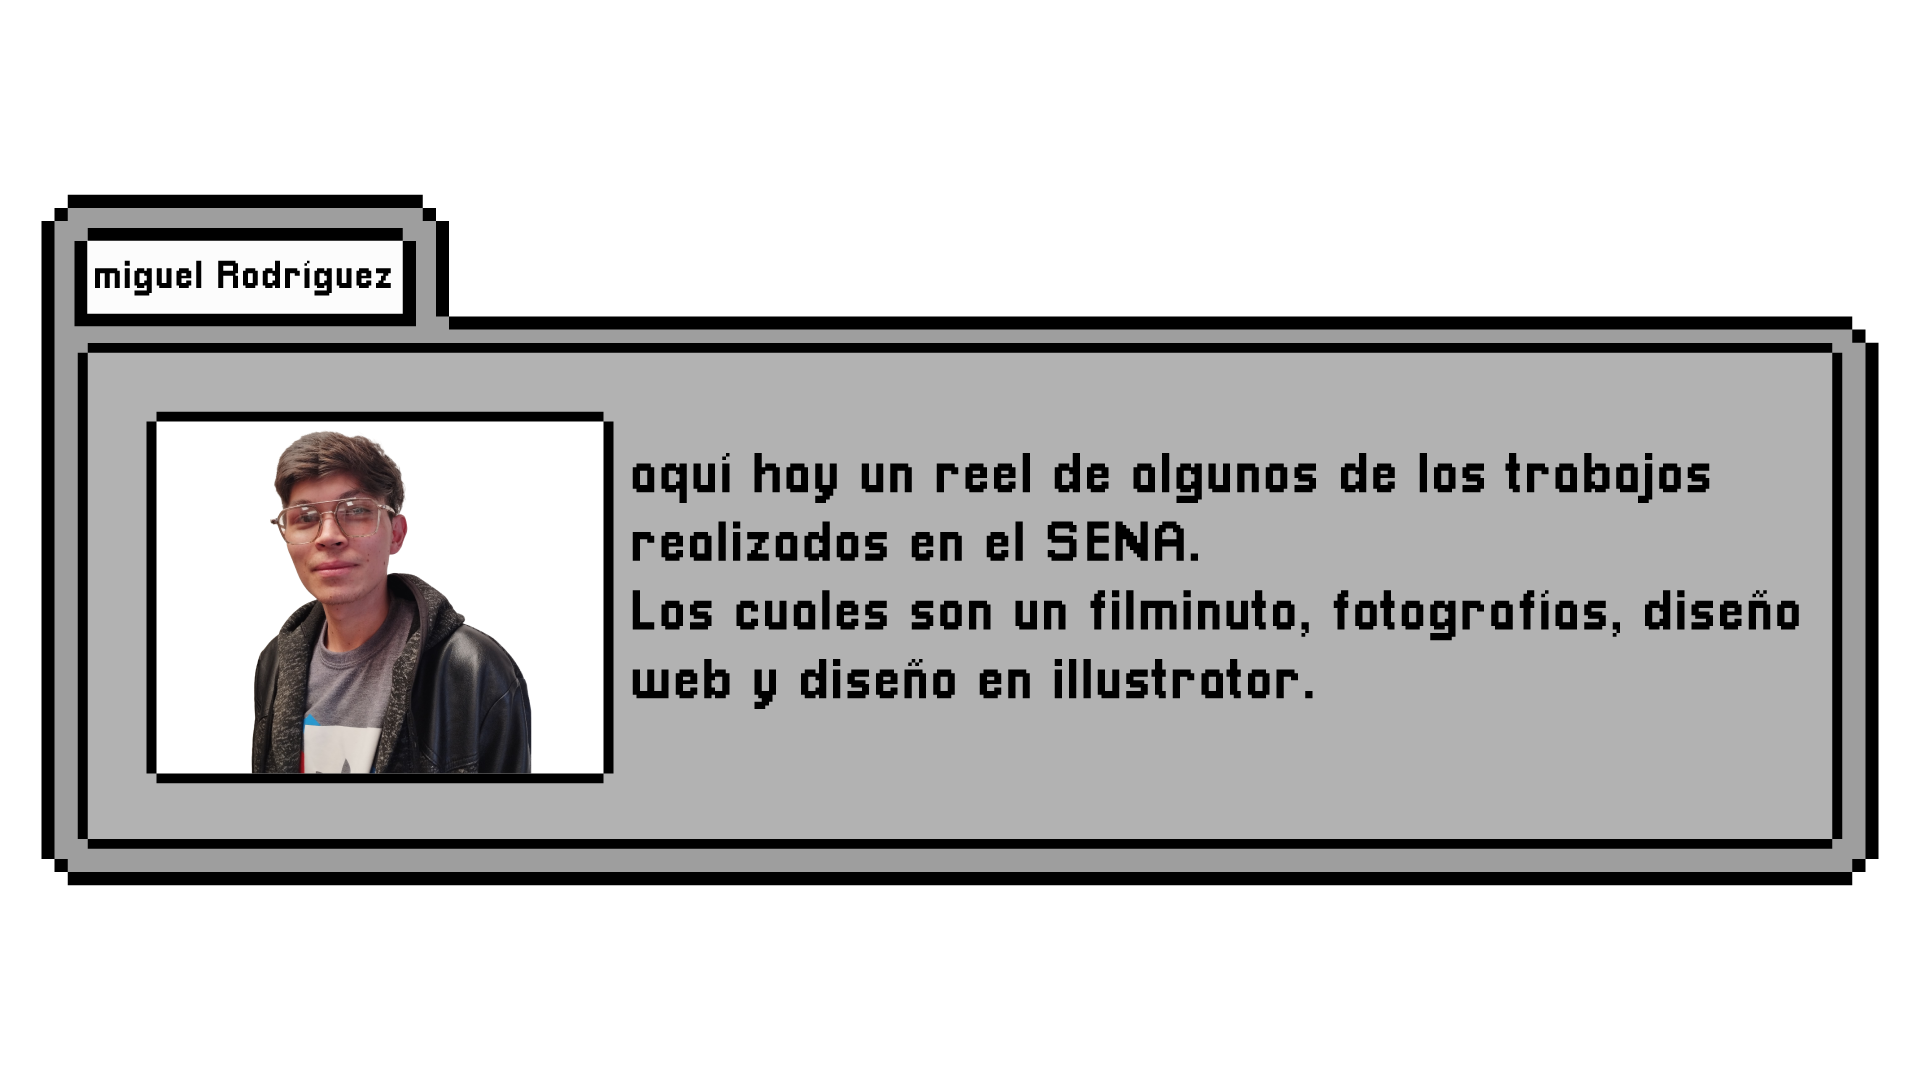 miguel Rodríguez
aquí hay un reel de algunos de los trabajos
realizados en el SENA.
Los cuales son un filminuto, fotografías, diseño
web y diseño en illustrator.